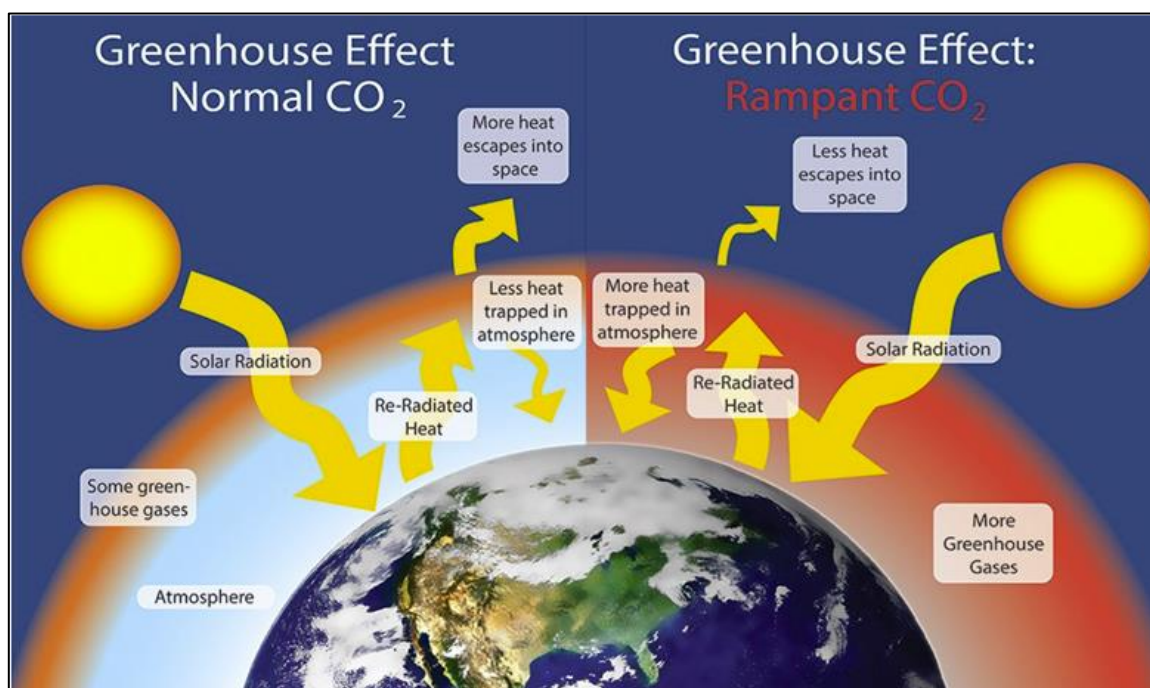 Greenhouse Effect
Normal CO₂
More heat
escapes into
space
Less heat
trapped in
atmosphere
Solar Radiation
Re-Radiated
Heat
Some green-
house gases
Atmosphere
Greenhouse Effect:
Rampant CO₂
Less heat
escapes into
space
More heat
trapped in
atmosphere
Solar Radiation
Re-Radiated
Heat
More
Greenhouse
Gases